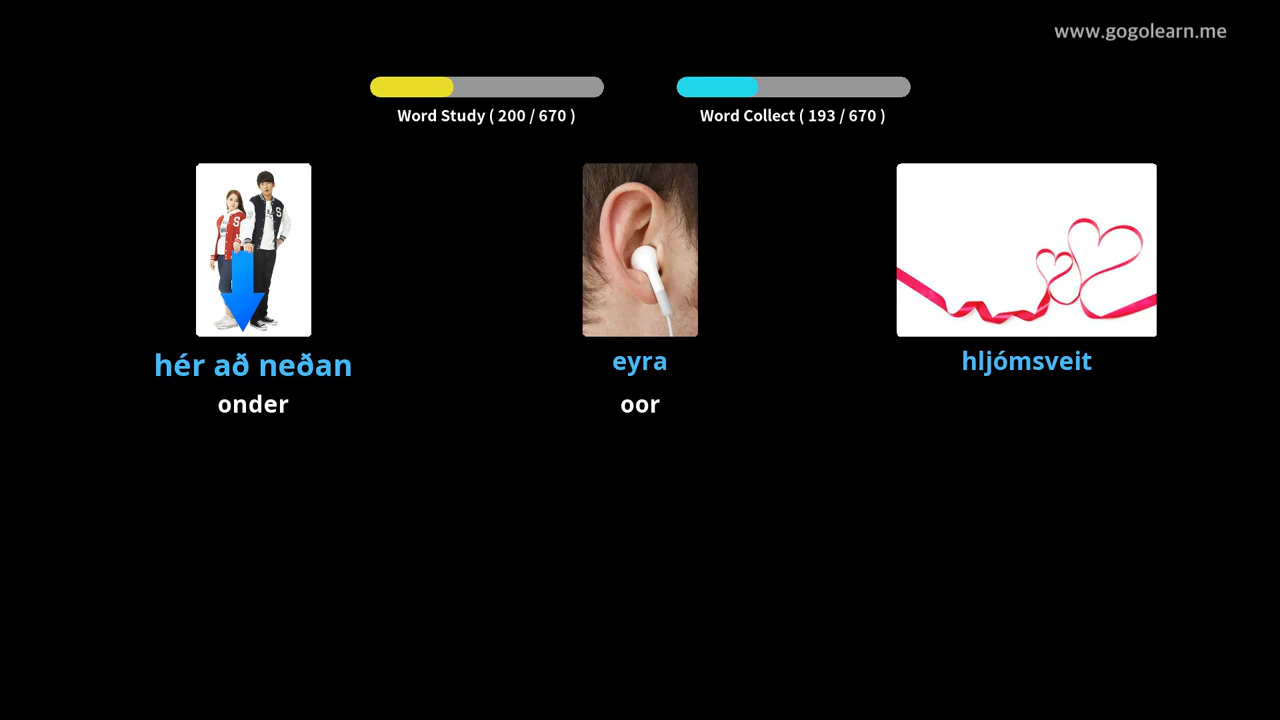 www.gogolearn.me
Word Study ( 200 / 670 )
Word Collect ( 193 / 670 )
hér að neðan
onder
eyra
oor
hljómsveit